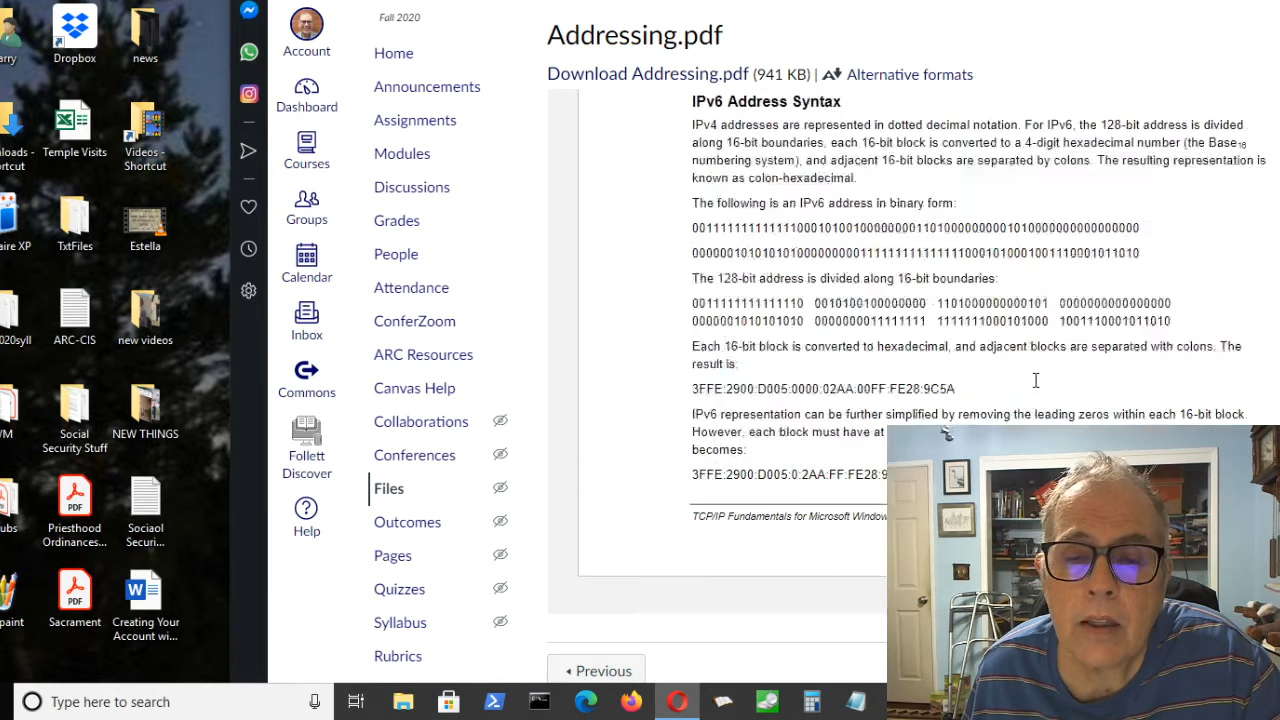 Fall 2020
Account
Dashboard
Courses
Groups
Calendar
Inbox
Commons
Follett
Discover
Help
Home
Announcements
Assignments
Modules
Discussions
Grades
People
Attendance
ConferZoom
ARC Resources
Canvas Help
Collaborations
Conferences
Files
Outcomes
Pages
Quizzes
Syllabus
Rubrics
Dropbox
news
Temple Visits
Videos -
Shortcut
aire XP
TxtFiles
Estella
020syll
ARC-CIS
new videos
Social
Security Stuff
NEW THINGS
PDF
Priesthood
Ordinances...
Sociaol
Securi...
paint
PDF
Sacrament
Creating Your
Account wi...
Addressing.pdf
Download Addressing.pdf (941 KB) | Alternative formats
IPv6 Address Syntax
IPv4 addresses are represented in dotted decimal notation. For IPv6, the 128-bit address is divided
along 16-bit boundaries, each 16-bit block is converted to a 4-digit hexadecimal number (the Base16
numbering system), and adjacent 16-bit blocks are separated by colons. The resulting representation is
known as colon-hexadecimal.
The following is an IPv6 address in binary form:
The 128-bit address is divided along 16-bit boundaries:
0011111111111110 0010100100000000 1101000000000101 0000000000000000
0000001010101010 0000000011111111 1111111000101000 1001110001011010
Each 16-bit block is converted to hexadecimal, and adjacent blocks are separated with colons. The
result is:
3FFE:2900:D005:0000:02AA:00FF:FE28:9C5A
IPv6 representation can be further simplified by removing the leading zeros within each 16-bit block.
However, each block must have at
becomes:
3FFE:2900:D005:0:2AA:FF:FE28:9
TCP/IP Fundamentals for Microsoft Window
Previous
Type here to search